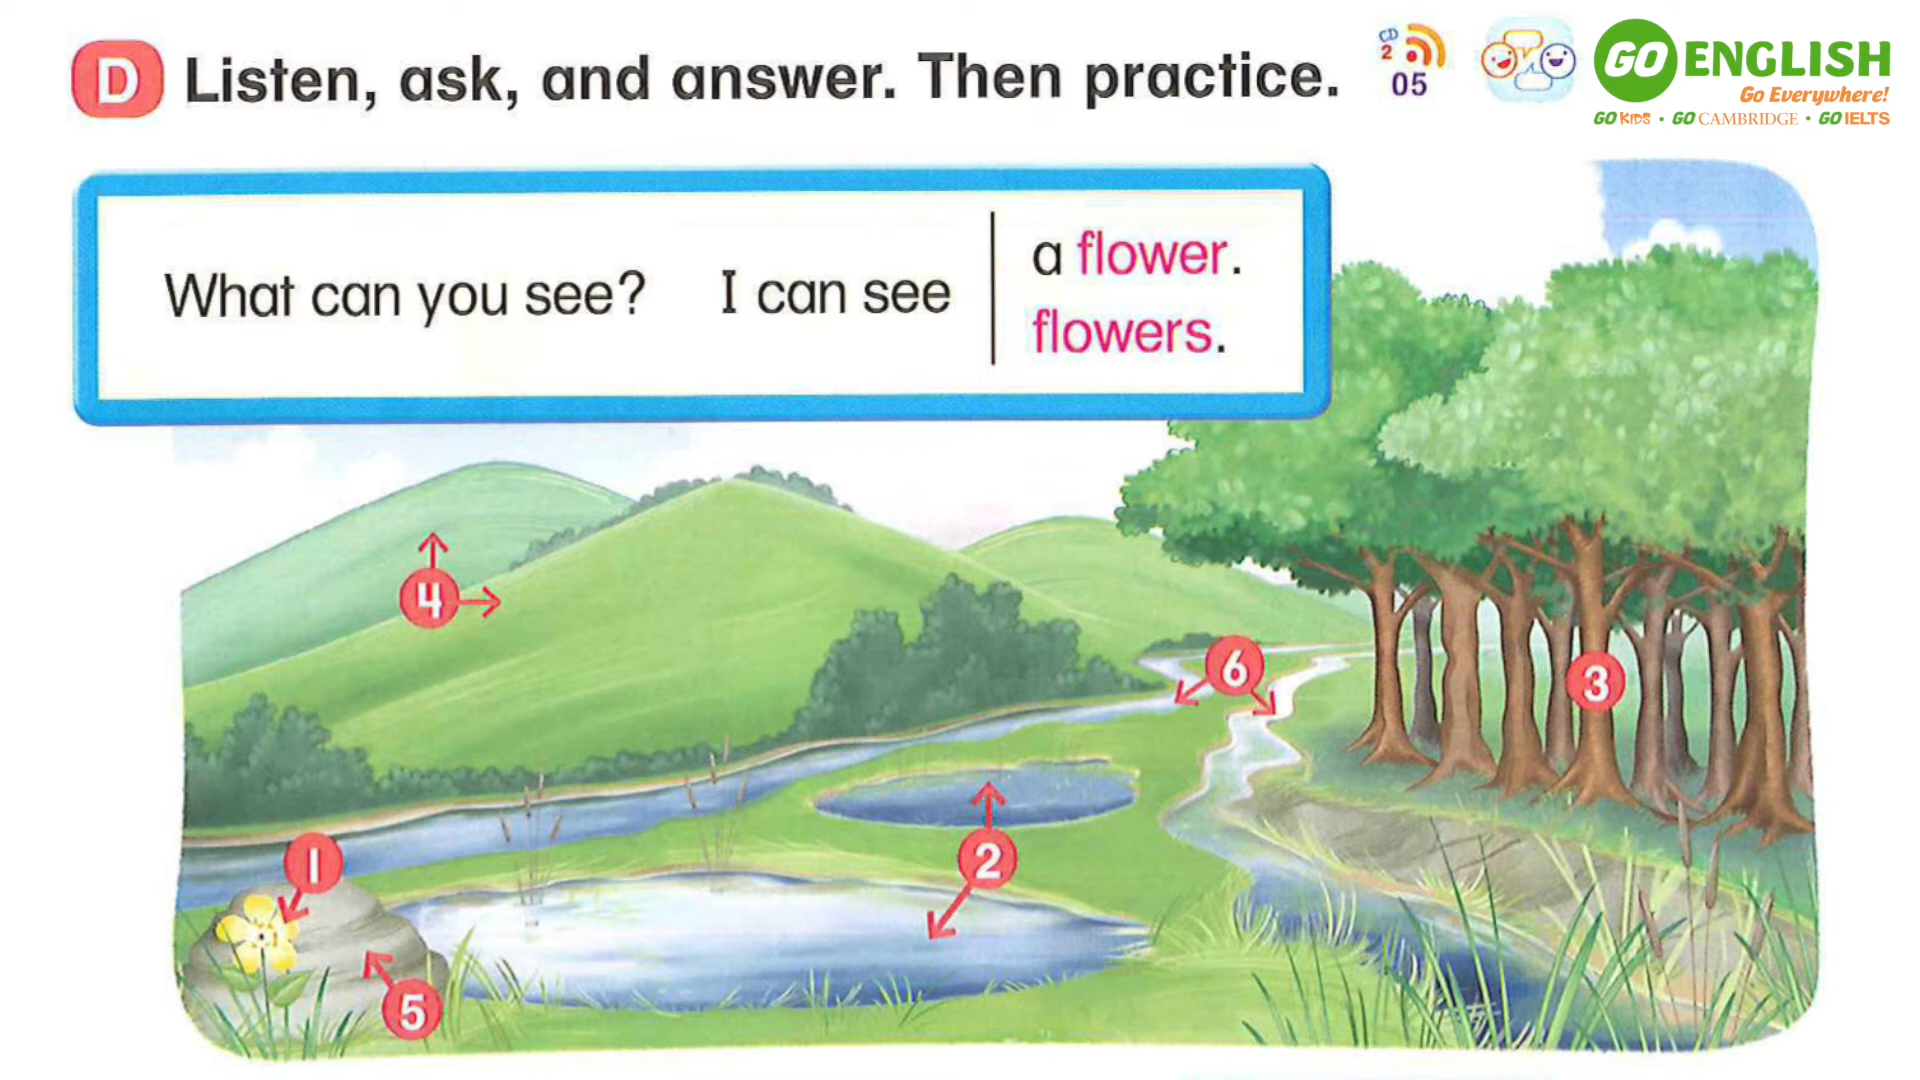 D Listen, ask, and answer. Then practice.
CD 2 05
GO ENGLISH
Go Everywhere!
GO KIDS • GO CAMBRIDGE • GO IELTS
What can you see? I can see
a flower.
flowers.
4
6
3
1
2
5